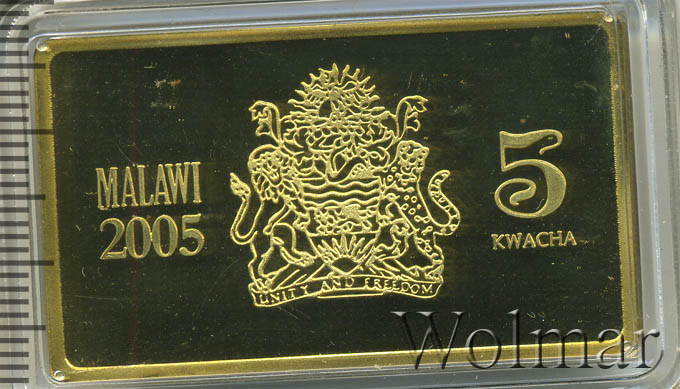 MALAWI
2005
UNITY AND FREEDOM
5
KWACHA
Wolmar